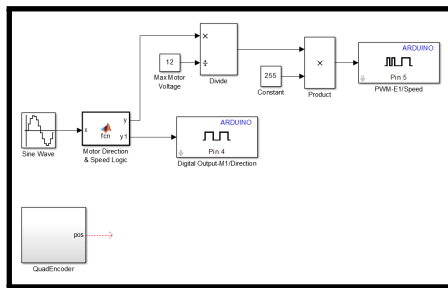 ARDUINO
Pin 5
PWM-E1/Speed
×
÷
Divide
12
Max Motor
Voltage
255
Constant
×
Product
Sine Wave
x
fcn
y
y1
Motor Direction
& Speed Logic
ARDUINO
Pin 4
Digital Output-M1/Direction
pos
QuadEncoder